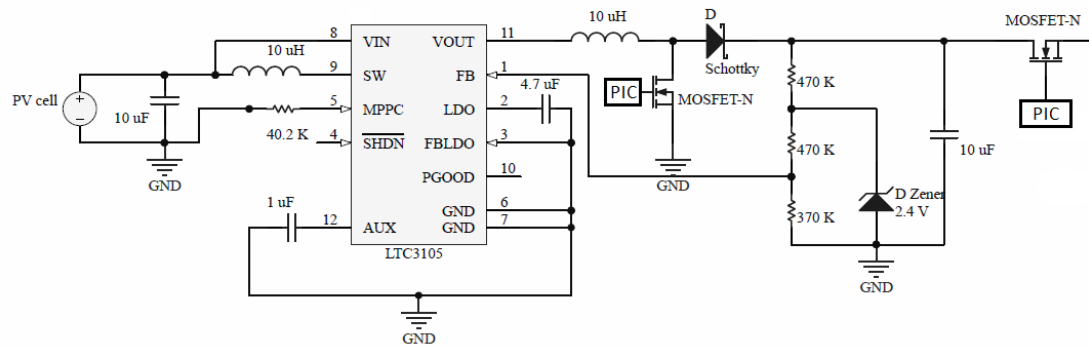 MOSFET-N
10 uH
D
8
VIN
VOUT
11
10 uH
Schottky
9
SW
FB
1
4.7 uF
470 K
PV cell
10 uF
5
MPPC
LDO
2
PIC
MOSFET-N
PIC
40.2 K
4
SHDN
FBLDO
3
470 K
10 uF
GND
PGOOD
10
GND
1 uF
GND
6
370 K
D Zener
2.4 V
12
AUX
GND
7
LTC3105
GND
GND